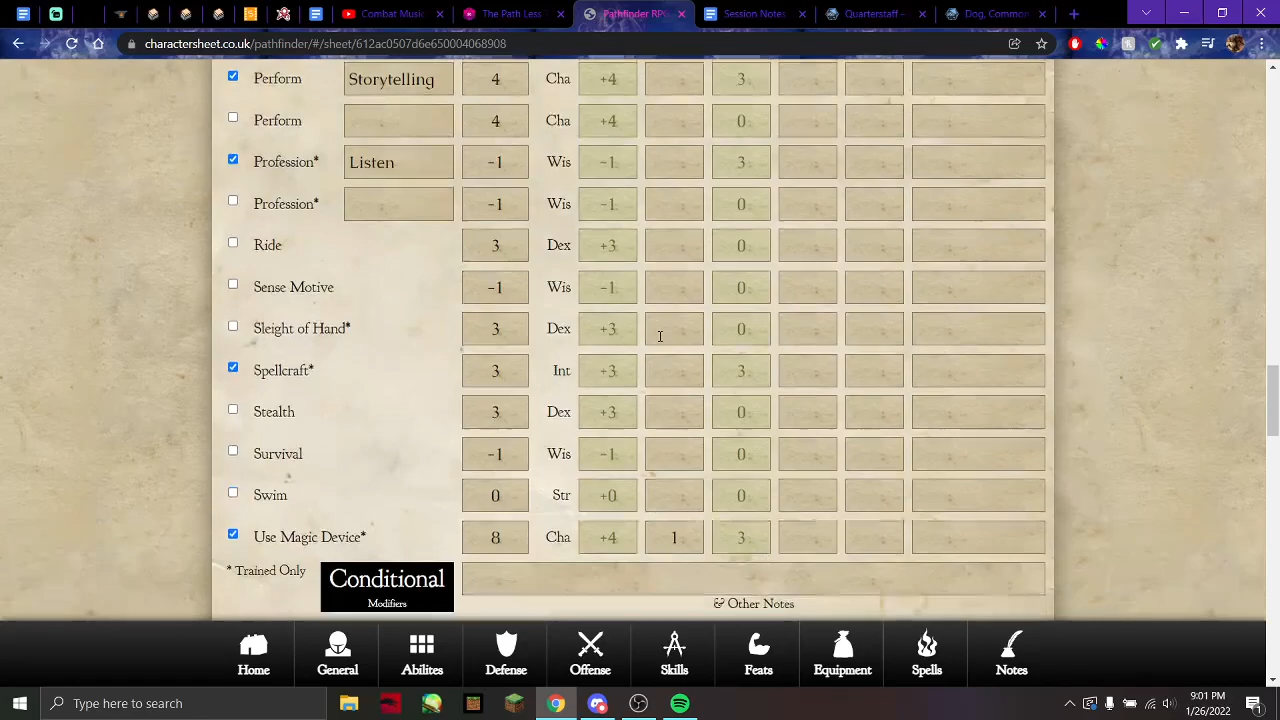 Combat Music
The Path Less
Pathfinder RPG
Session Notes
Quarterstaff –
Dog, Common
charactersheet.co.uk/pathfinder/#/sheet/612ac0507d6e650004068908
Perform Storytelling 4 Cha +4 3
Perform 4 Cha +4 0
Profession* Listen -1 Wis -1 3
Profession* -1 Wis -1 0
Ride 3 Dex +3 0
Sense Motive -1 Wis -1 0
Sleight of Hand* 3 Dex +3 0
Spellcraft* 3 Int +3 3
Stealth 3 Dex +3 0
Survival -1 Wis -1 0
Swim 0 Str +0 0
Use Magic Device* 8 Cha +4 1 3
* Trained Only
Conditional
Modifiers
& Other Notes
Home General Abilites Defense Offense Skills Feats Equipment Spells Notes
Type here to search
9:01 PM
1/26/2022